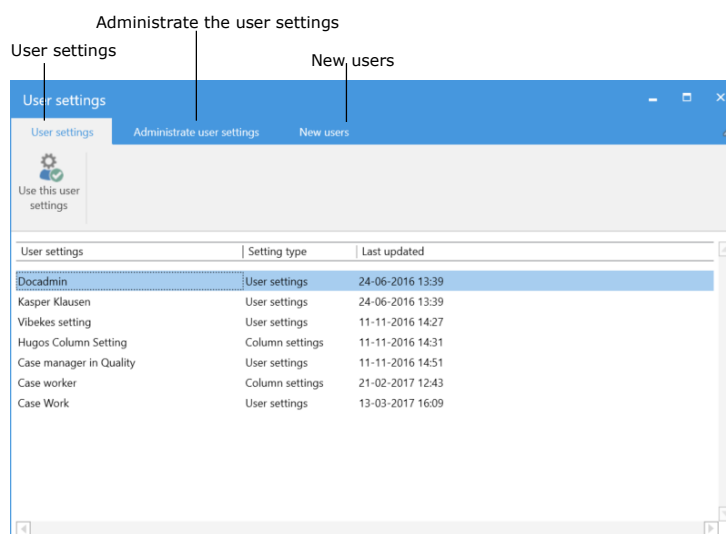 Administrate the user settings
User settings
New users
User settings
User settings Administrate user settings New users
Use this user
settings
User settings Setting type Last updated
Docadmin User settings 24-06-2016 13:39
Kasper Klausen User settings 24-06-2016 13:39
Vibekes setting User settings 11-11-2016 14:27
Hugos Column Setting Column settings 11-11-2016 14:31
Case manager in Quality User settings 11-11-2016 14:51
Case worker Column settings 21-02-2017 12:43
Case Work User settings 13-03-2017 16:09